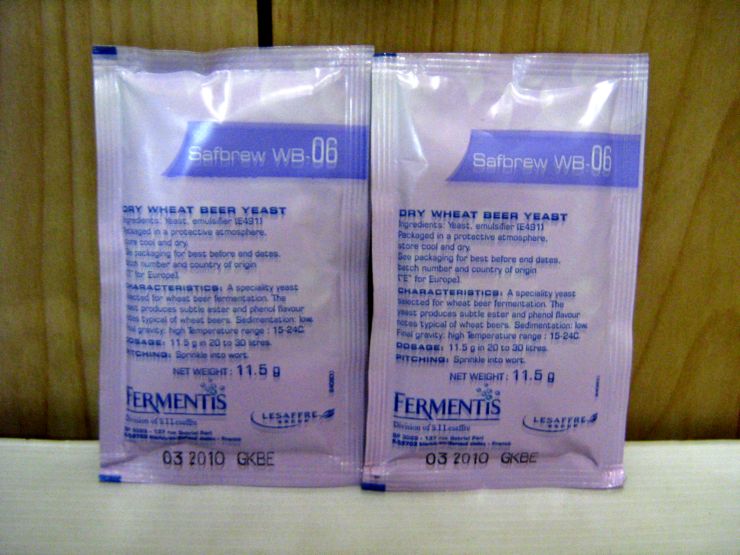 Safbrew WB-06
DRY WHEAT BEER YEAST
Ingredients: Yeast, emulsifier (E491)
Packaged in a protective atmosphere,
store cool and dry.
See packaging for best before end dates.
batch number and country of origin
("E" for Europe).
CHARACTERISTICS: A speciality yeast
selected for wheat beer fermentation. The
yeast produces subtle ester and phenol flavour
notes typical of wheat beers. Sedimentation: low
Final gravity: high Temperature range : 15-24C
DOSAGE: 11.5 g in 20 to 30 litres
PITCHING: Sprinkle into wort.
NET WEIGHT: 11.5 g
FERMENTIS
Division of S.I.Lesaffre
LESAFFRE
GROUP
03 2010 GKBE
Safbrew WB-06
DRY WHEAT BEER YEAST
Ingredients: Yeast, emulsifier (E491)
Packaged in a protective atmosphere,
store cool and dry.
See packaging for best before end dates.
batch number and country of origin
("E" for Europe).
CHARACTERISTICS: A speciality yeast
selected for wheat beer fermentation. The
yeast produces subtle ester and phenol flavour
notes typical of wheat beers. Sedimentation: low
Final gravity: high Temperature range : 15-24C
DOSAGE: 11.5 g in 20 to 30 litres
PITCHING: Sprinkle into wort.
NET WEIGHT: 11.5 g
FERMENTIS
Division of S.I.Lesaffre
LESAFFRE
GROUP
03 2010 GKBE